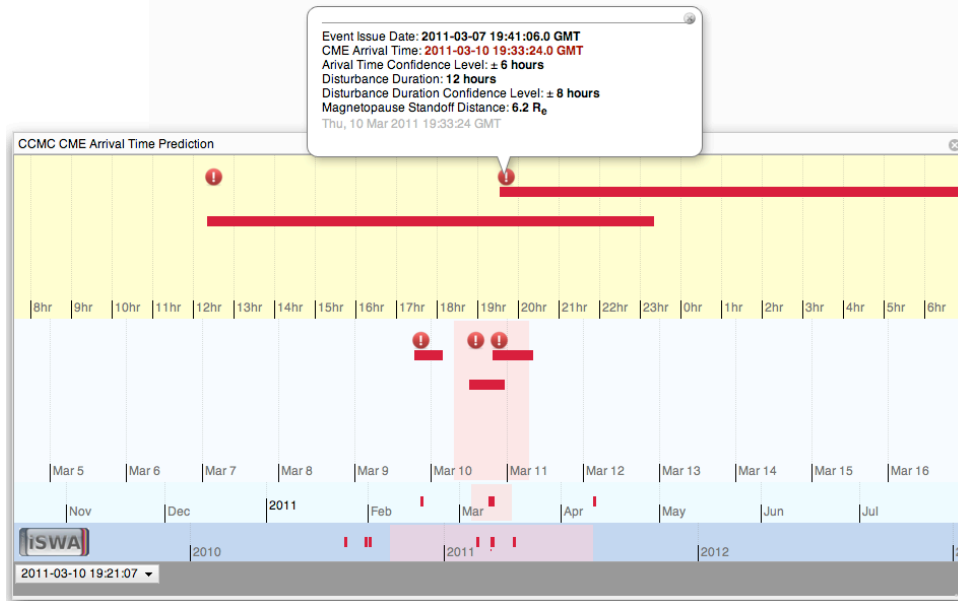 Event Issue Date: 2011-03-07 19:41:06.0 GMT
CME Arrival Time: 2011-03-10 19:33:24.0 GMT
Arival Time Confidence Level: ± 6 hours
Disturbance Duration: 12 hours
Disturbance Duration Confidence Level: ± 8 hours
Magnetopause Standoff Distance: 6.2 Re
Thu, 10 Mar 2011 19:33:24 GMT
CCMC CME Arrival Time Prediction
8hr 9hr 10hr 11hr 12hr 13hr 14hr 15hr 16hr 17hr 18hr 19hr 20hr 21hr 22hr 23hr 0hr 1hr 2hr 3hr 4hr 5hr 6hr
Mar 5 Mar 6 Mar 7 Mar 8 Mar 9 Mar 10 Mar 11 Mar 12 Mar 13 Mar 14 Mar 15 Mar 16
Nov Dec 2011 Feb Mar Apr May Jun Jul
iSWA 2010 2011 2012
2011-03-10 19:21:07